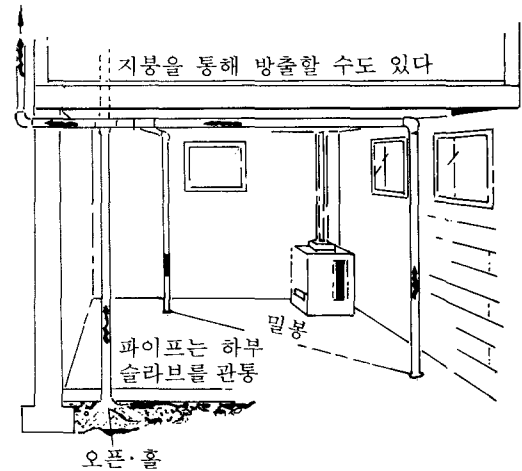 지붕을 통해 방출할 수도 있다
밀봉
파이프는 하부
슬라브를 관통
오픈·홀